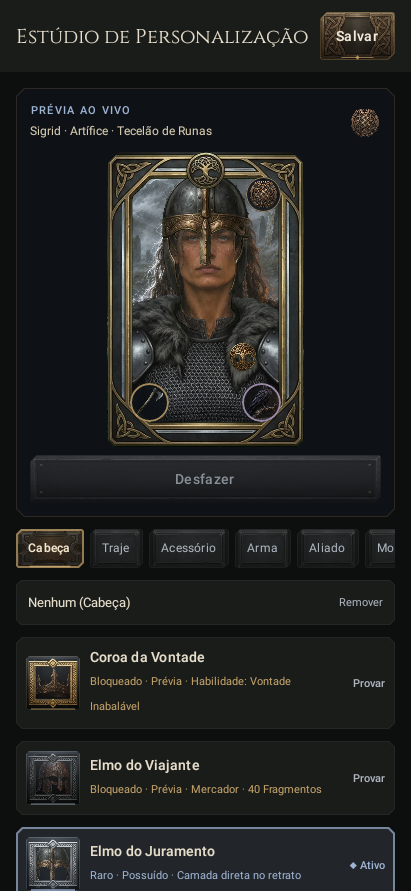 Estúdio de Personalização
Salvar
PRÉVIA AO VIVO
Sigrid · Artífice · Tecelão de Runas
Desfazer
Cabeça
Traje
Acessório
Arma
Aliado
Mo
Nenhum (Cabeça)
Remover
Coroa da Vontade
Bloqueado · Prévia · Habilidade: Vontade
Inabalável
Provar
Elmo do Viajante
Bloqueado · Prévia · Mercador · 40 Fragmentos
Provar
Elmo do Juramento
Raro · Possuído · Camada direta no retrato
◆ Ativo